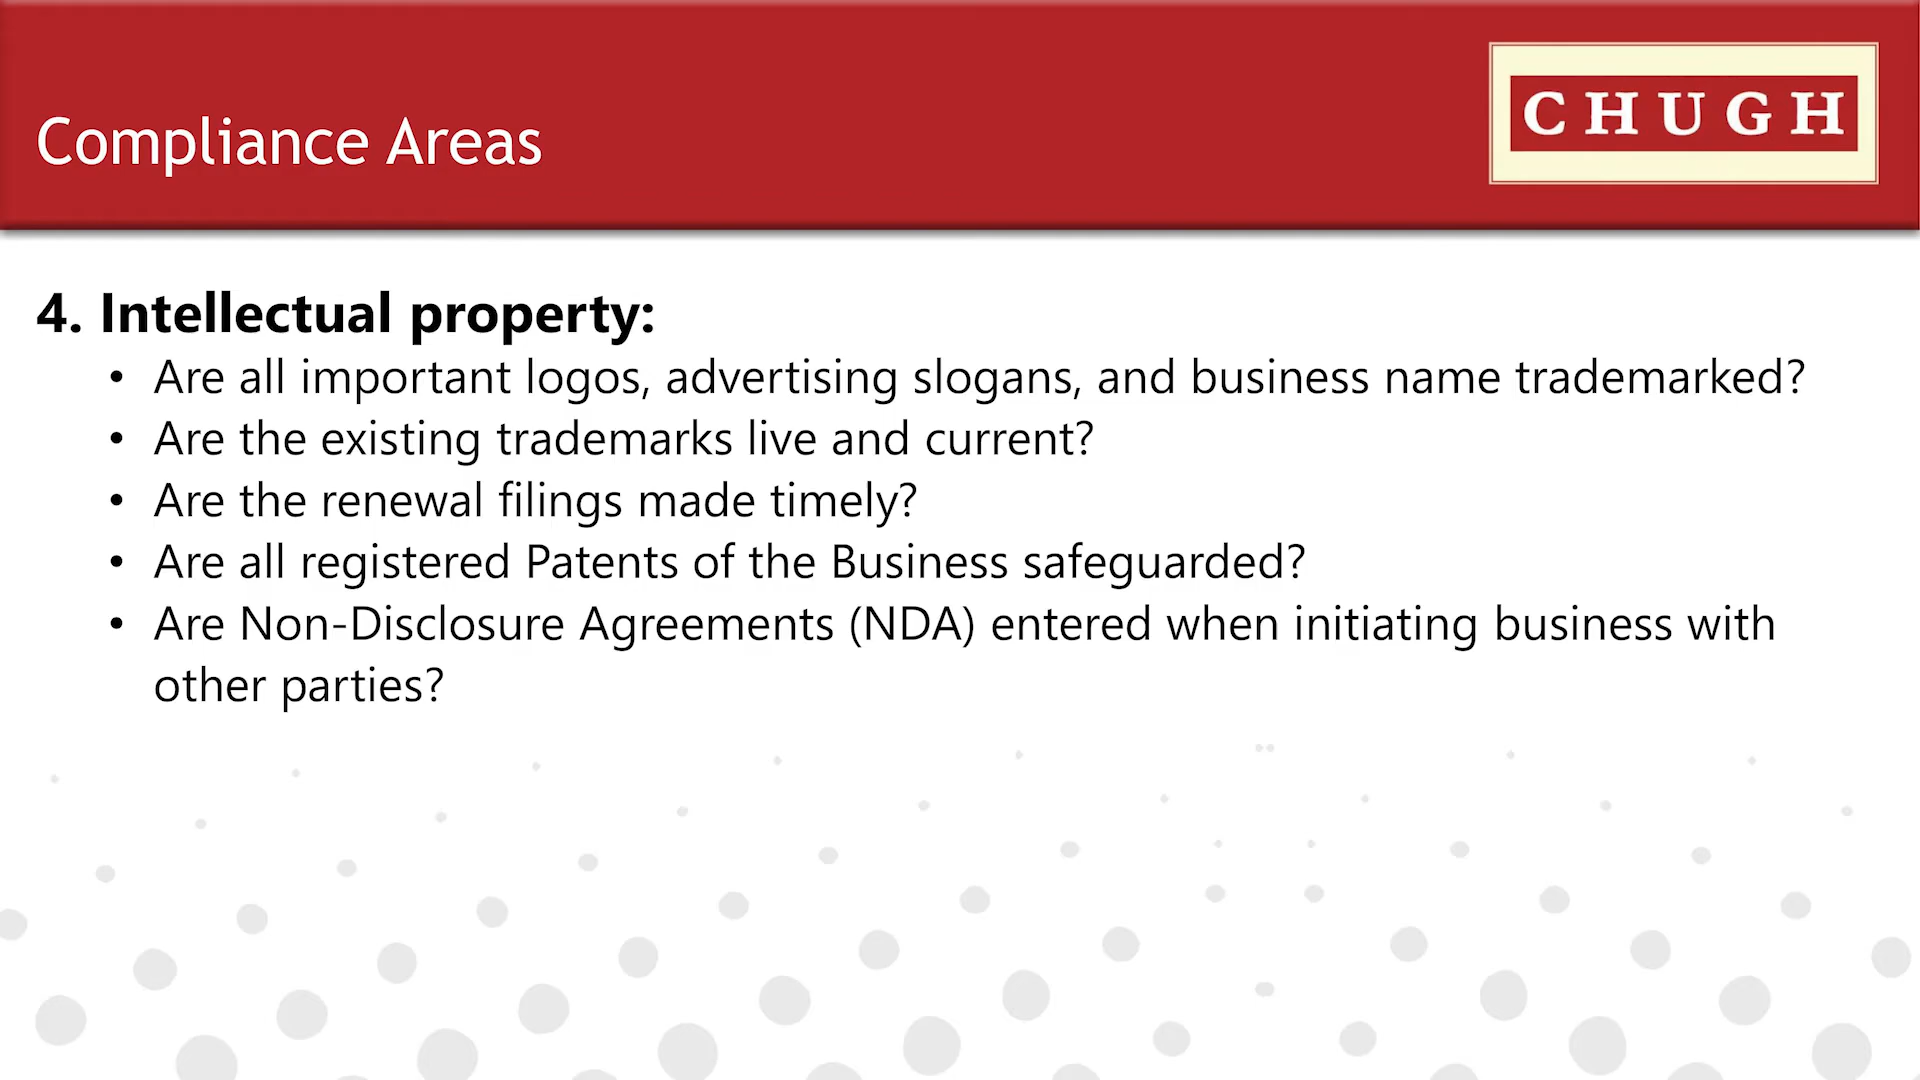 Compliance Areas
CHUGH
4. Intellectual property:
• Are all important logos, advertising slogans, and business name trademarked?
• Are the existing trademarks live and current?
• Are the renewal filings made timely?
• Are all registered Patents of the Business safeguarded?
• Are Non-Disclosure Agreements (NDA) entered when initiating business with
other parties?